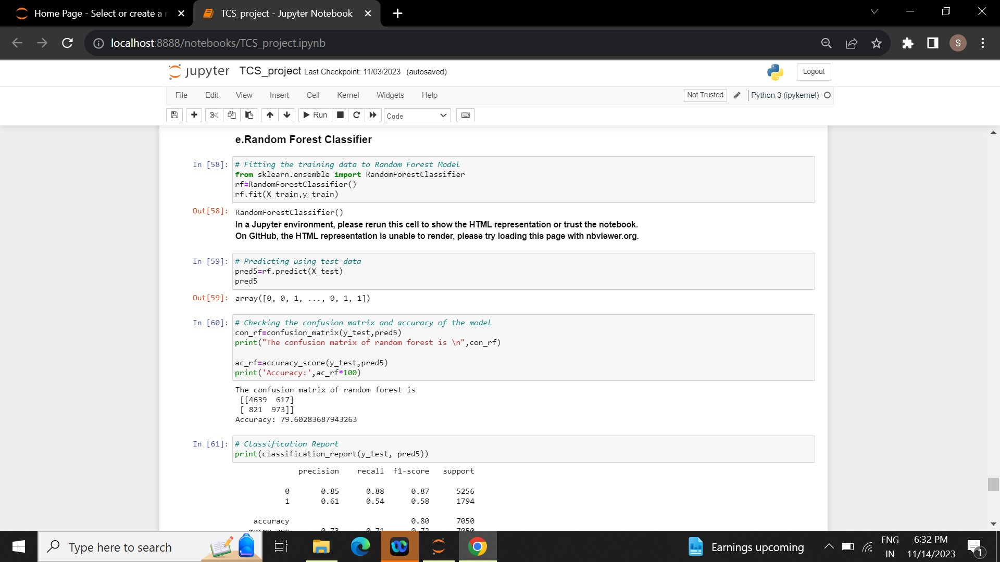 Home Page - Select or create a n
TCS_project - Jupyter Notebook
localhost:8888/notebooks/TCS_project.ipynb
S
jupyter TCS_project Last Checkpoint: 11/03/2023 (autosaved)
Logout
File Edit View Insert Cell Kernel Widgets Help
Not Trusted
Python 3 (ipykernel)
Run
Code
e.Random Forest Classifier
In [58]: # Fitting the training data to Random Forest Model
from sklearn.ensemble import RandomForestClassifier
rf=RandomForestClassifier()
rf.fit(X_train,y_train)
Out[58]: RandomForestClassifier()
In a Jupyter environment, please rerun this cell to show the HTML representation or trust the notebook.
On GitHub, the HTML representation is unable to render, please try loading this page with nbviewer.org.
In [59]: # Predicting using test data
pred5=rf.predict(X_test)
pred5
Out[59]: array([0, 0, 1, ..., 0, 1, 1])
In [60]: # Checking the confusion matrix and accuracy of the model
con_rf=confusion_matrix(y_test,pred5)
print("The confusion matrix of random forest is \n",con_rf)
ac_rf=accuracy_score(y_test,pred5)
print('Accuracy:',ac_rf*100)
The confusion matrix of random forest is
[[4639 617]
[ 821 973]]
Accuracy: 79.60283687943263
In [61]: # Classification Report
print(classification_report(y_test, pred5))
precision recall f1-score support
0 0.85 0.88 0.87 5256
1 0.61 0.54 0.58 1794
accuracy 0.80 7050
macro avg 0.73 0.71 0.72 7050
Type here to search
Earnings upcoming
ENG
IN
6:32 PM
11/14/2023
1